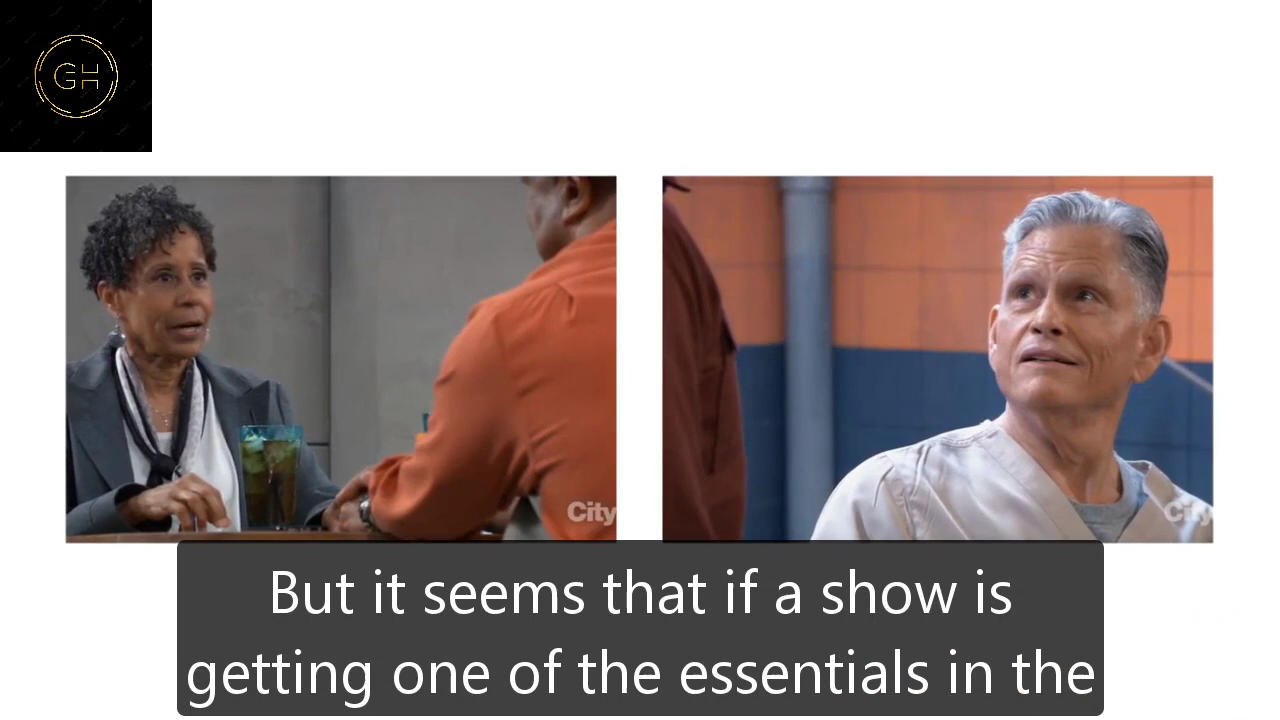 GH
City
City
But it seems that if a show is
getting one of the essentials in the